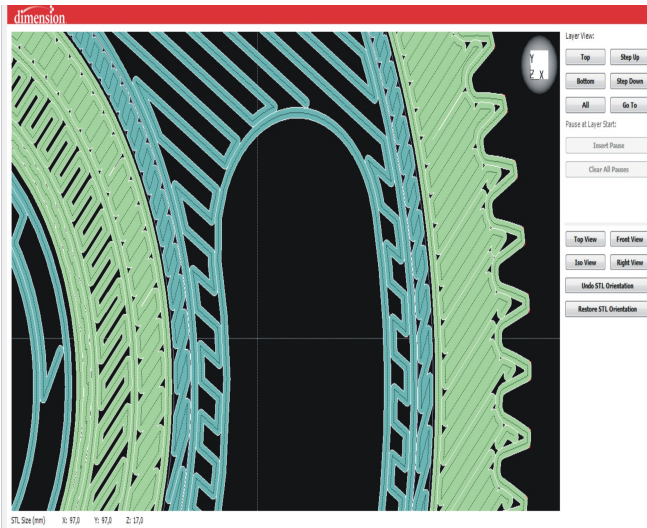 dimension
Layer View:
Top Step Up
Bottom Step Down
All Go To
Pause at Layer Start:
Insert Pause
Clear All Pauses
Y
Z X
Top View Front View
Iso View Right View
Undo STL Orientation
Restore STL Orientation
STL Size (mm) X: 97,0 Y: 97,0 Z: 17,0